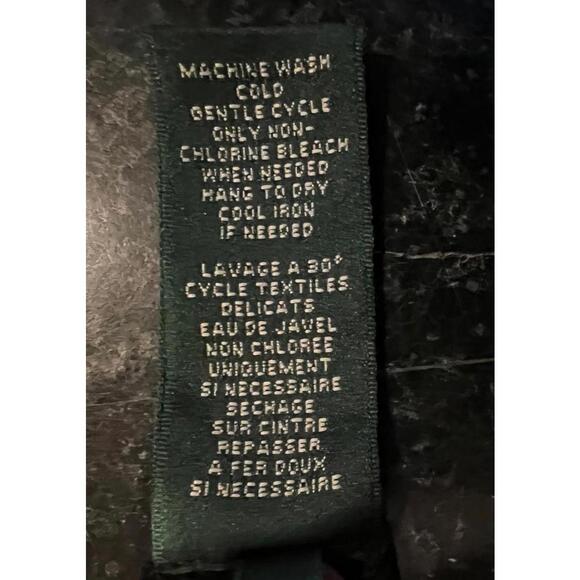 MACHINE WASH
COLD
GENTLE CYCLE
ONLY NON-
CHLORINE BLEACH
WHEN NEEDED
HANG TO DRY
COOL IRON
IF NEEDED
LAVAGE A 30°
CYCLE TEXTILES
DELICATS
EAU DE JAVEL
NON CHLOREE
UNIQUEMENT
SI NECESSAIRE
SECHAGE
SUR CINTRE
REPASSER
A FER DOUX
SI NECESSAIRE